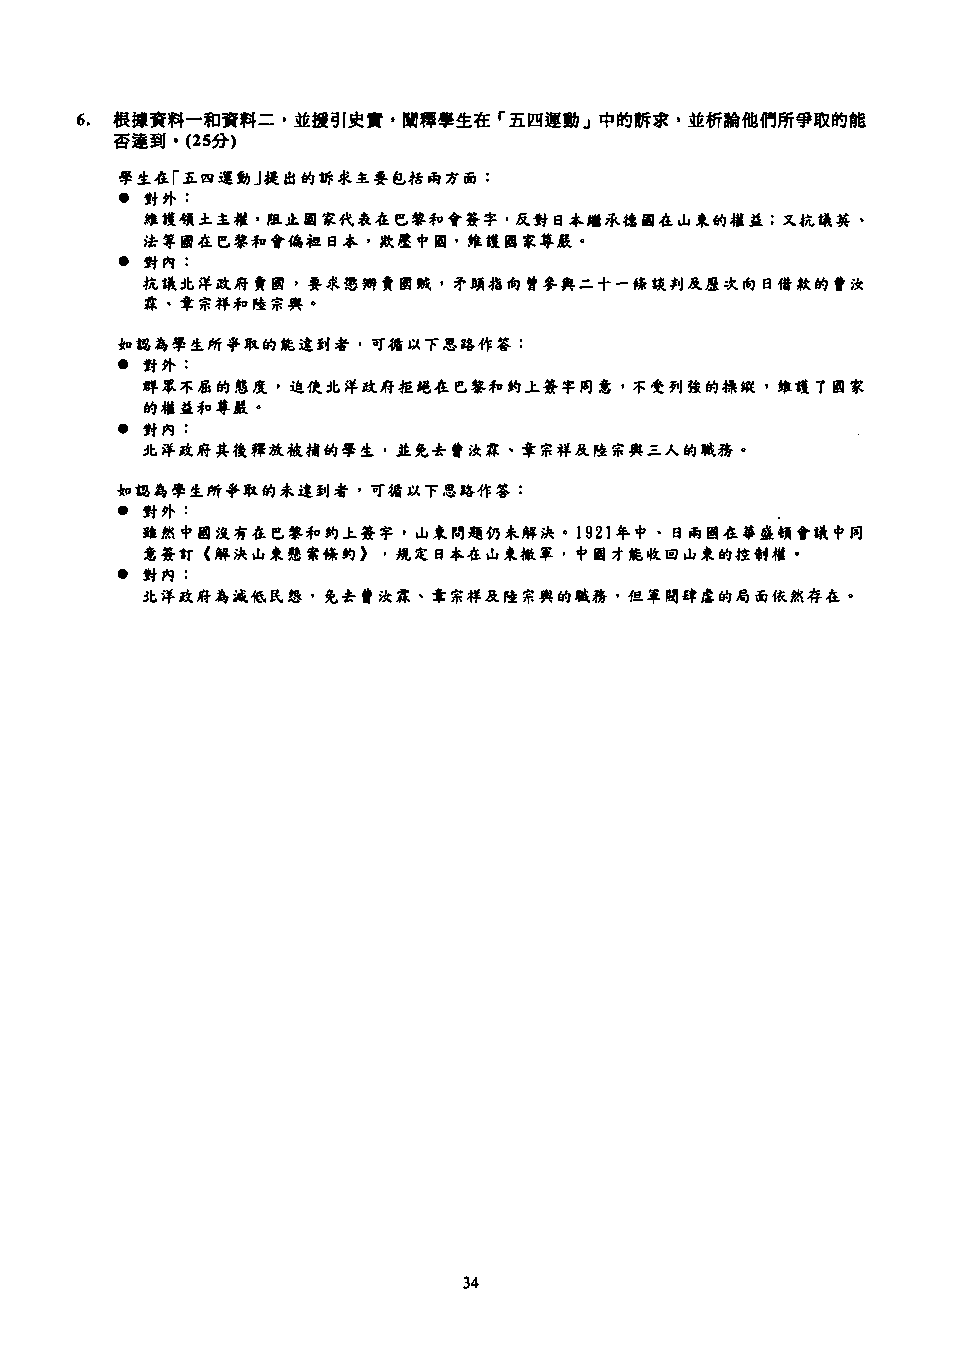 6. 根據資料一和資料二，並援引史實，闡釋學生在「五四運動」中的訴求，並析論他們所爭取的能
否達到。(25分)
學生在「五四運動」提出的訴求主要包括兩方面：
● 對外：
維護領土主權，阻止國家代表在巴黎和會簽字，反對日本繼承德國在山東的權益；又抗議英、
法等國在巴黎和會偏袒日本，欺壓中國，維護國家尊嚴。
● 對內：
抗議北洋政府賣國，要求懲辦賣國賊，矛頭指向曾參與二十一條談判及歷次向日借款的曹汝
霖、章宗祥和陸宗輿。
如認為學生所爭取的能達到者，可循以下思路作答：
● 對外：
群眾不屈的態度，迫使北洋政府拒絕在巴黎和約上簽字同意，不受列強的操縱，維護了國家
的權益和尊嚴。
● 對內：
北洋政府其後釋放被捕的學生，並免去曹汝霖、章宗祥及陸宗輿三人的職務。
如認為學生所爭取的未達到者，可循以下思路作答：
● 對外：
雖然中國沒有在巴黎和約上簽字，山東問題仍未解決。1921年中、日兩國在華盛頓會議中同
意簽訂《解決山東懸案條約》，規定日本在山東撤軍，中國才能收回山東的控制權。
● 對內：
北洋政府為減低民怨，免去曹汝霖、章宗祥及陸宗輿的職務，但軍閥肆虐的局面依然存在。
34